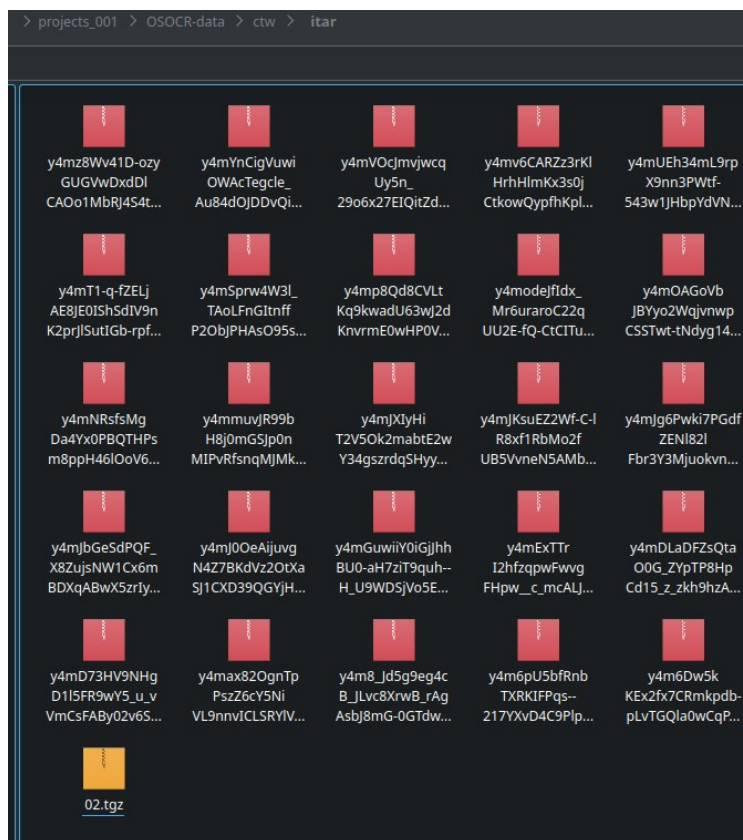 > projects_001 > OSOCR-data > ctw > itar
y4mz8Wv41D-ozy
GUGVwDxdDl
CAOo1MbRJ4S4t...
y4mYnCigVuwi
OWAcTegcle_
Au84dOJDDvQi...
y4mVOcJmvjwcq
Uy5n_
29o6x27EIQitZd...
y4mv6CARZz3rKl
HrhHlmKx3s0j
CtkowQypfhKpl...
y4mUEh34mL9rp
X9nn3PWtf-
543w1JHbpYdVN...
y4mT1-q-fZELj
AE8JE0IShSdIV9n
K2prJlSutIGb-rpf...
y4mSprw4W3l_
TAoLFnGItnff
P2ObJPHAsO95s...
y4mp8Qd8CVLt
Kq9kwadU63wJ2d
KnvrmE0wHP0V...
y4modeJfIdx_
Mr6uraroC22q
UU2E-fQ-CtCITu...
y4mOAGoVb
JBYyo2Wqjvnwp
CSSTwt-tNdyg14...
y4mNRsfsMg
Da4Yx0PBQTHPs
m8ppH46lOoV6...
y4mmuvJR99b
H8j0mGSJp0n
MIPvRfsnqMJMk...
y4mJXIyHi
T2V5Ok2mabtE2w
Y34gszrdqSHyy...
y4mJKsuEZ2Wf-C-l
R8xf1RbMo2f
UB5VvneN5AMb...
y4mJg6Pwki7PGdf
ZENl82l
Fbr3Y3Mjuokvn...
y4mJbGeSdPQF_
X8ZujsNW1Cx6m
BDXqABwX5zrIy...
y4mJ0OeAijuvg
N4Z7BKdVz2OtXa
SJ1CXD39QGYjH...
y4mGuwiiY0iGjJhh
BU0-aH7ziT9quh--
H_U9WDSjVo5E...
y4mExTTr
I2hfzqpwFwvg
FHpw__c_mcALJ...
y4mDLaDFZsQta
O0G_ZYpTP8Hp
Cd15_z_zkh9hzA...
y4mD73HV9NHg
D1l5FR9wY5_u_v
VmCsFABy02v6S...
y4max82OgnTp
PszZ6cY5Ni
VL9nnvICLSRYlV...
y4m8_Jd5g9eg4c
B_JLvc8XrwB_rAg
AsbJ8mG-0GTdw...
y4m6pU5bfRnb
TXRKIFPqs--
217YXvD4C9Plp...
y4m6Dw5k
KEx2fx7CRmkpdb-
pLvTGQla0wCqP...
02.tgz